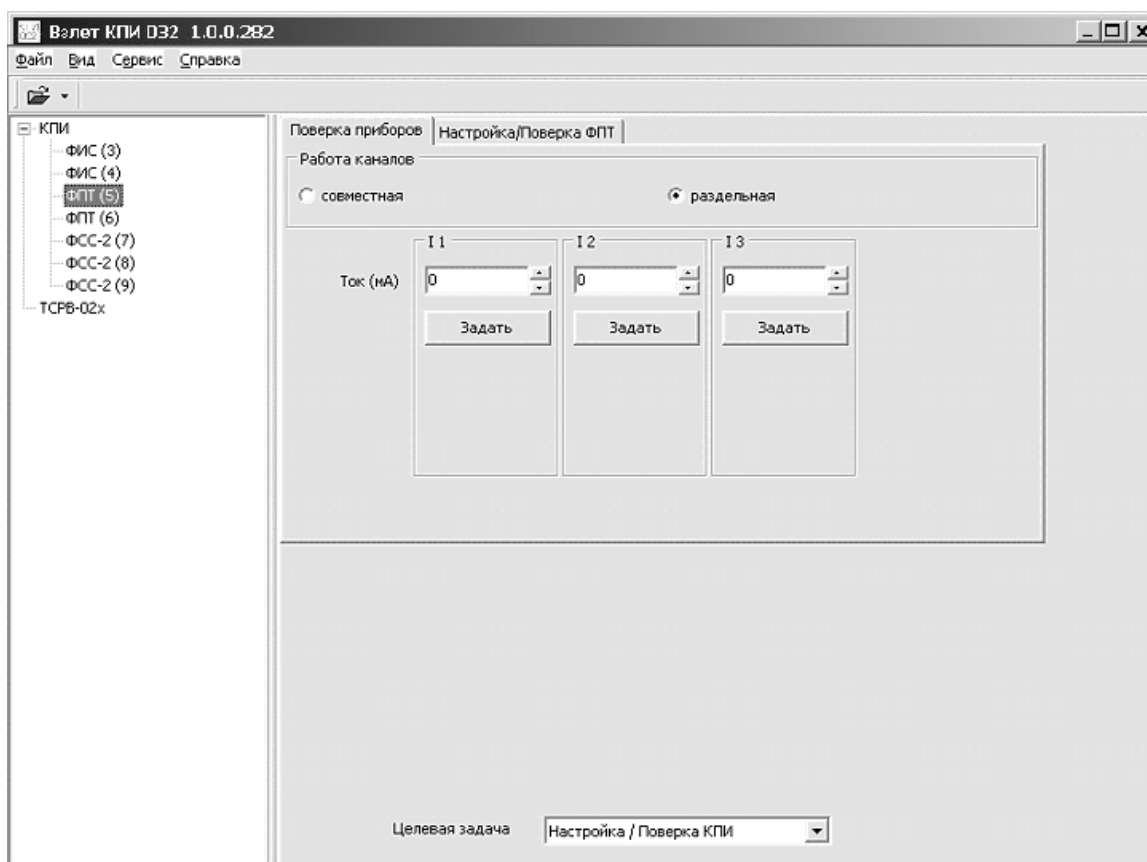 Взлет КПИ D32 1.0.0.282
Файл Вид Сервис Справка
КПИ
ФИС (3)
ФИС (4)
ФПТ (5)
ФПТ (6)
ФСС-2 (7)
ФСС-2 (8)
ФСС-2 (9)
ТСРВ-02х
Поверка приборов Настройка/Поверка ФПТ
Работа каналов
совместная раздельная
I 1 I 2 I 3
Ток (мА) 0 0 0
Задать Задать Задать
Целевая задача Настройка / Поверка КПИ